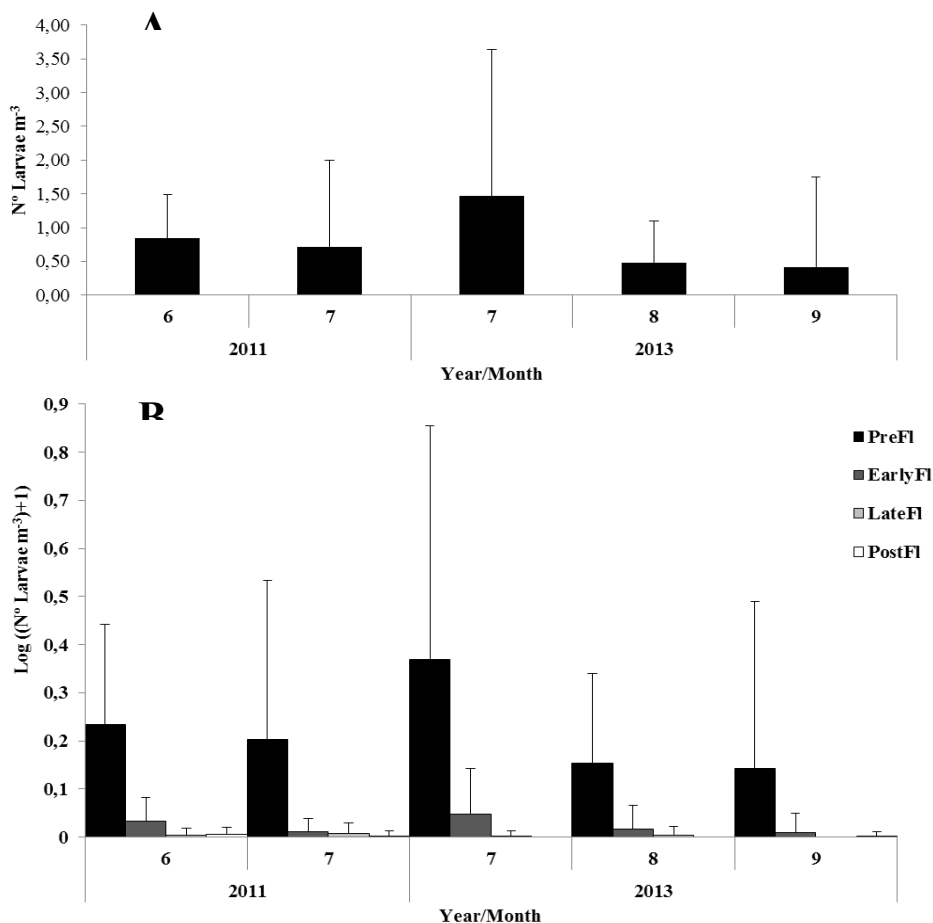 A
4,00
3,50
3,00
2,50
2,00
1,50
1,00
0,50
0,00
Nº Larvae m-3
6 7 7 8 9
2011 2013
Year/Month
B
0,9
0,8
0,7
0,6
0,5
0,4
0,3
0,2
0,1
0
Log ((Nº Larvae m-3)+1)
PreFl
EarlyFl
LateFl
PostFl
6 7 7 8 9
2011 2013
Year/Month